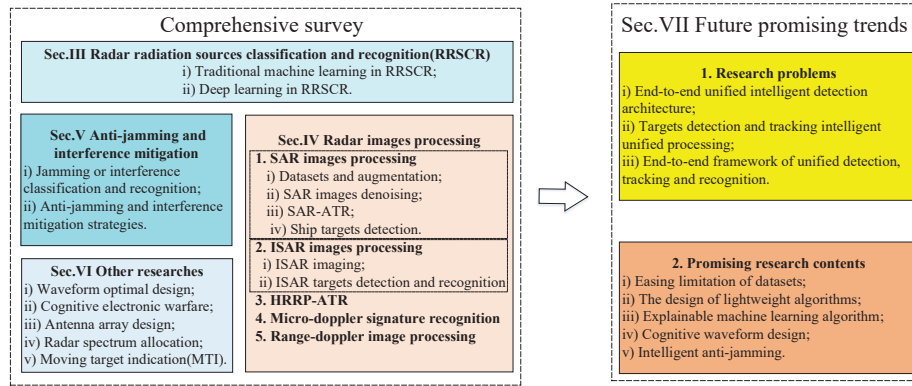 Comprehensive survey
Sec.III Radar radiation sources classification and recognition(RRSCR)
i) Traditional machine learning in RRSCR;
ii) Deep learning in RRSCR.
Sec.V Anti-jamming and
interference mitigation
i) Jamming or interference
classification and recognition;
ii) Anti-jamming and interference
mitigation strategies.
Sec.VI Other researches
i) Waveform optimal design;
ii) Cognitive electronic warfare;
iii) Antenna array design;
iv) Radar spectrum allocation;
v) Moving target indication(MTI).
Sec.IV Radar images processing
1. SAR images processing
i) Datasets and augmentation;
ii) SAR images denoising;
iii) SAR-ATR;
iv) Ship targets detection.
2. ISAR images processing
i) ISAR imaging;
ii) ISAR targets detection and recognition
3. HRRP-ATR
4. Micro-doppler signature recognition
5. Range-doppler image processing
Sec.VII Future promising trends
1. Research problems
i) End-to-end unified intelligent detection
architecture;
ii) Targets detection and tracking intelligent
unified processing;
iii) End-to-end framework of unified detection,
tracking and recognition.
2. Promising research contents
i) Easing limitation of datasets;
ii) The design of lightweight algorithms;
iii) Explainable machine learning algorithm;
iv) Cognitive waveform design;
v) Intelligent anti-jamming.